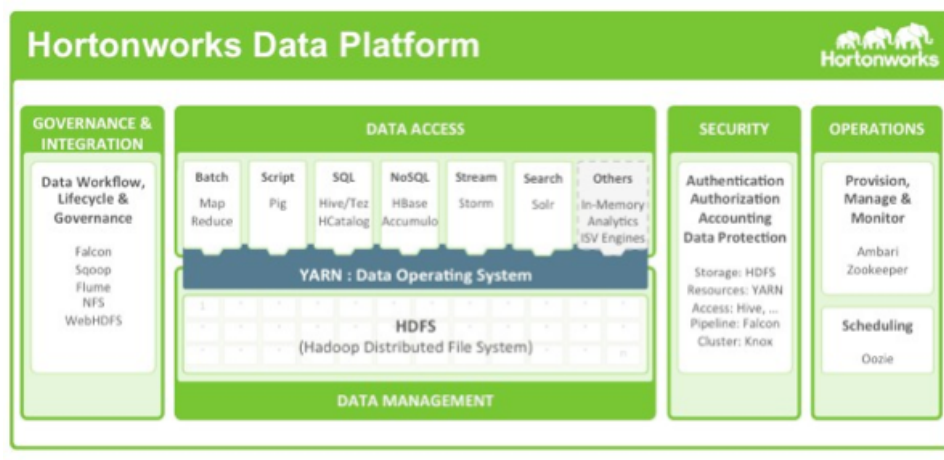 Hortonworks Data Platform
Hortonworks
GOVERNANCE &
INTEGRATION
Data Workflow,
Lifecycle &
Governance
Falcon
Sqoop
Flume
NFS
WebHDFS
DATA ACCESS
Batch
Map
Reduce
Script
Pig
SQL
Hive/Tez
HCatalog
NoSQL
HBase
Accumulo
Stream
Storm
Search
Solr
Others
In-Memory
Analytics
ISV Engines
YARN : Data Operating System
HDFS
(Hadoop Distributed File System)
DATA MANAGEMENT
SECURITY
Authentication
Authorization
Accounting
Data Protection
Storage: HDFS
Resources: YARN
Access: Hive, ...
Pipeline: Falcon
Cluster: Knox
OPERATIONS
Provision,
Manage &
Monitor
Ambari
Zookeeper
Scheduling
Oozie